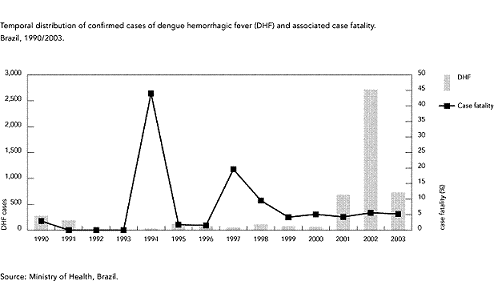 Temporal distribution of confirmed cases of dengue hemorrhagic fever (DHF) and associated case fatality.
Brazil, 1990/2003.
3,000
2,500
2,000
1,500
1,000
500
0
DHF cases
50
45
40
35
30
25
20
15
10
5
0
case fatality (%)
DHF
Case fatality
1990 1991 1992 1993 1994 1995 1996 1997 1998 1999 2000 2001 2002 2003
Source: Ministry of Health, Brazil.